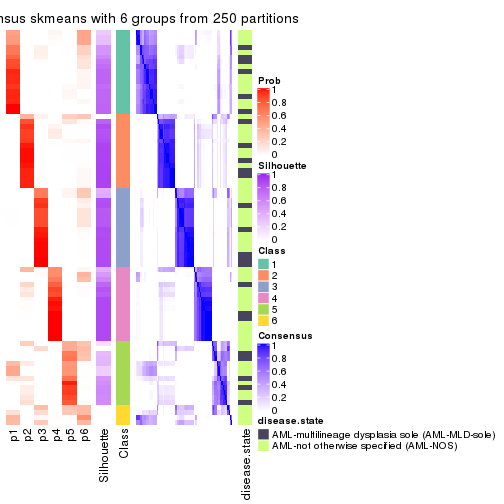 nsus skmeans with 6 groups from 250 partitions
Prob
1
0.8
0.6
0.4
0.2
0
Silhouette
1
0.8
0.6
0.4
0.2
0
Class
1
2
3
4
5
6
Consensus
1
0.8
0.6
0.4
0.2
0
disease.state
AML-multilineage dysplasia sole (AML-MLD-sole)
AML-not otherwise specified (AML-NOS)
p1
p2
p3
p4
p5
p6
Silhouette
Class
disease.state